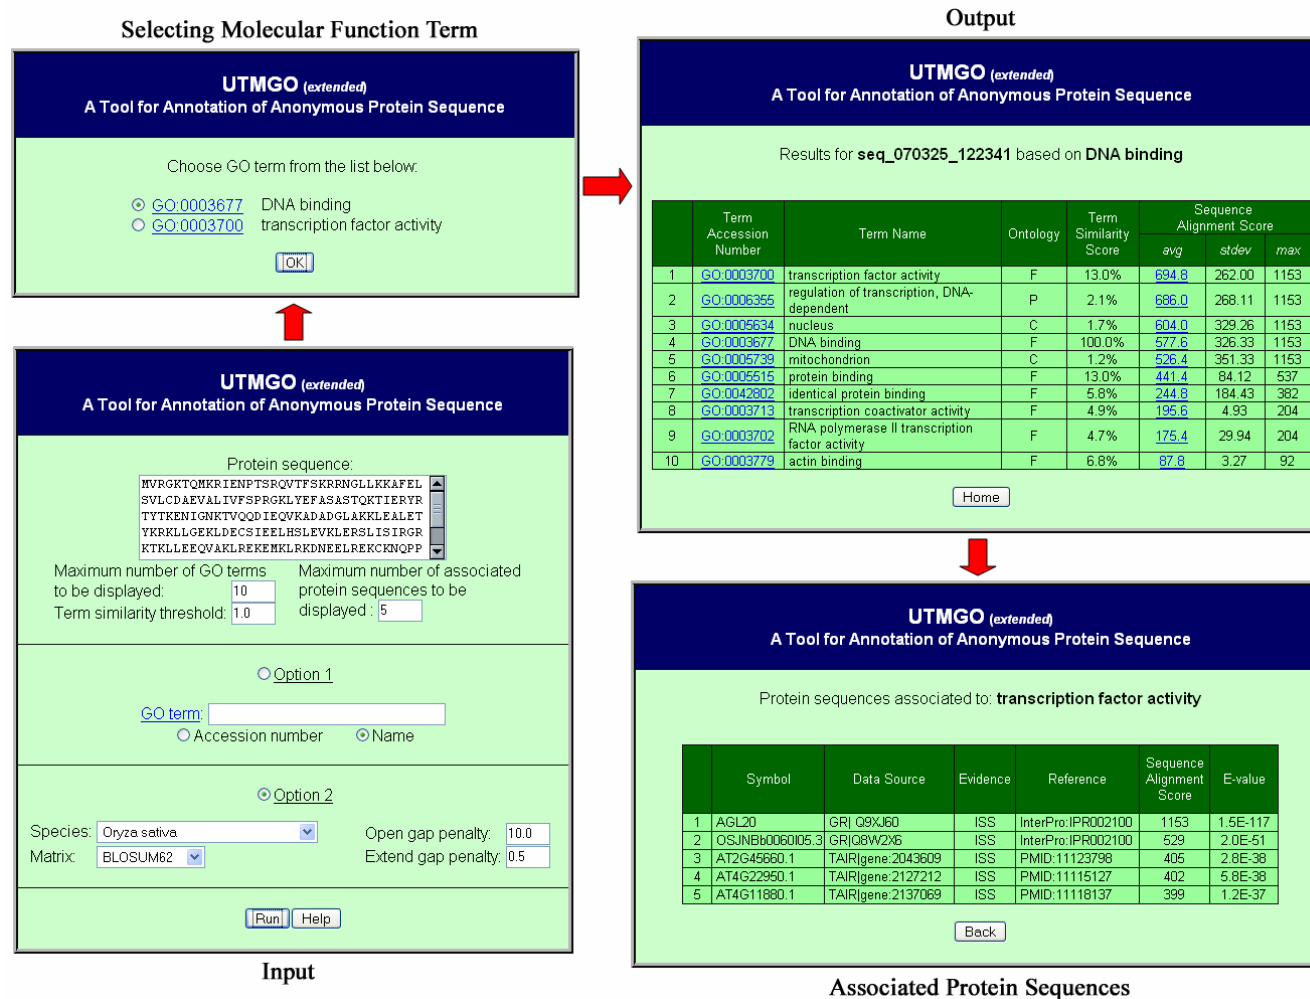 Selecting Molecular Function Term
UTMGO (extended)
A Tool for Annotation of Anonymous Protein Sequence
Choose GO term from the list below:
GO:0003677 DNA binding
GO:0003700 transcription factor activity
OK
UTMGO (extended)
A Tool for Annotation of Anonymous Protein Sequence
Protein sequence:
MVRGKTQMKRIENPTSRQVTFSKRRNGLLKKAFEL
SVLCDAEVALIVFSPRGKLYEFASASTQKTIERYR
TYTKENIGNKTVQQDIEQVKADADGLAKKLEALET
YKRKLLGEKLDECSIEELHSLEVKLERSLISIRGR
KTKLLEEQVAKLREKEMKLRKDNEELREKCKNQPP
Maximum number of GO terms
to be displayed: 10
Term similarity threshold: 1.0
Maximum number of associated
protein sequences to be
displayed : 5
Option 1
GO term:
Accession number Name
Option 2
Species: Oryza sativa
Matrix: BLOSUM62
Open gap penalty: 10.0
Extend gap penalty: 0.5
Run Help
Input
Output
UTMGO (extended)
A Tool for Annotation of Anonymous Protein Sequence
Results for seq_070325_122341 based on DNA binding
Term Accession Number Term Name Ontology Term Similarity Score Sequence Alignment Score
avg stdev max
1 GO:0003700 transcription factor activity F 13.0% 694.8 262.00 1153
2 GO:0006355 regulation of transcription, DNA-dependent P 2.1% 686.0 268.11 1153
3 GO:0005634 nucleus C 1.7% 604.0 329.26 1153
4 GO:0003677 DNA binding F 100.0% 577.6 326.33 1153
5 GO:0005739 mitochondrion C 1.2% 526.4 351.33 1153
6 GO:0005515 protein binding F 13.0% 441.4 84.12 537
7 GO:0042802 identical protein binding F 5.8% 244.8 184.43 382
8 GO:0003713 transcription coactivator activity F 4.9% 195.6 4.93 204
9 GO:0003702 RNA polymerase II transcription factor activity F 4.7% 175.4 29.94 204
10 GO:0003779 actin binding F 6.8% 87.8 3.27 92
Home
UTMGO (extended)
A Tool for Annotation of Anonymous Protein Sequence
Protein sequences associated to: transcription factor activity
Symbol Data Source Evidence Reference Sequence Alignment Score E-value
1 AGL20 GR| Q9XJ60 ISS InterPro:IPR002100 1153 1.5E-117
2 OSJNBb0060I05.3 GR|Q8W2X6 ISS InterPro:IPR002100 529 2.0E-51
3 AT2G45660.1 TAIR|gene:2043609 ISS PMID:11123798 405 2.8E-38
4 AT4G22950.1 TAIR|gene:2127212 ISS PMID:11115127 402 5.8E-38
5 AT4G11880.1 TAIR|gene:2137069 ISS PMID:11118137 399 1.2E-37
Back
Associated Protein Sequences